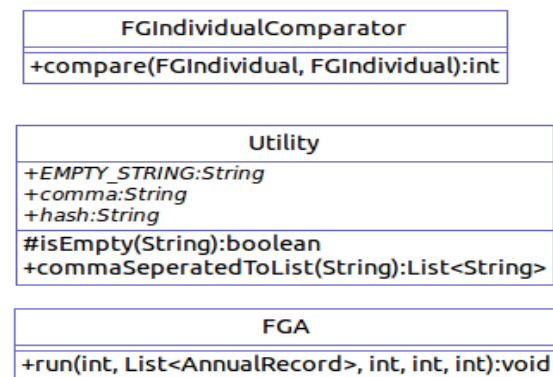 FGIndividualComparator
+compare(FGIndividual, FGIndividual):int
Utility
+EMPTY_STRING:String
+comma:String
+hash:String
#isEmpty(String):boolean
+commaSeperatedToList(String):List<String>
FGA
+run(int, List<AnnualRecord>, int, int, int):void